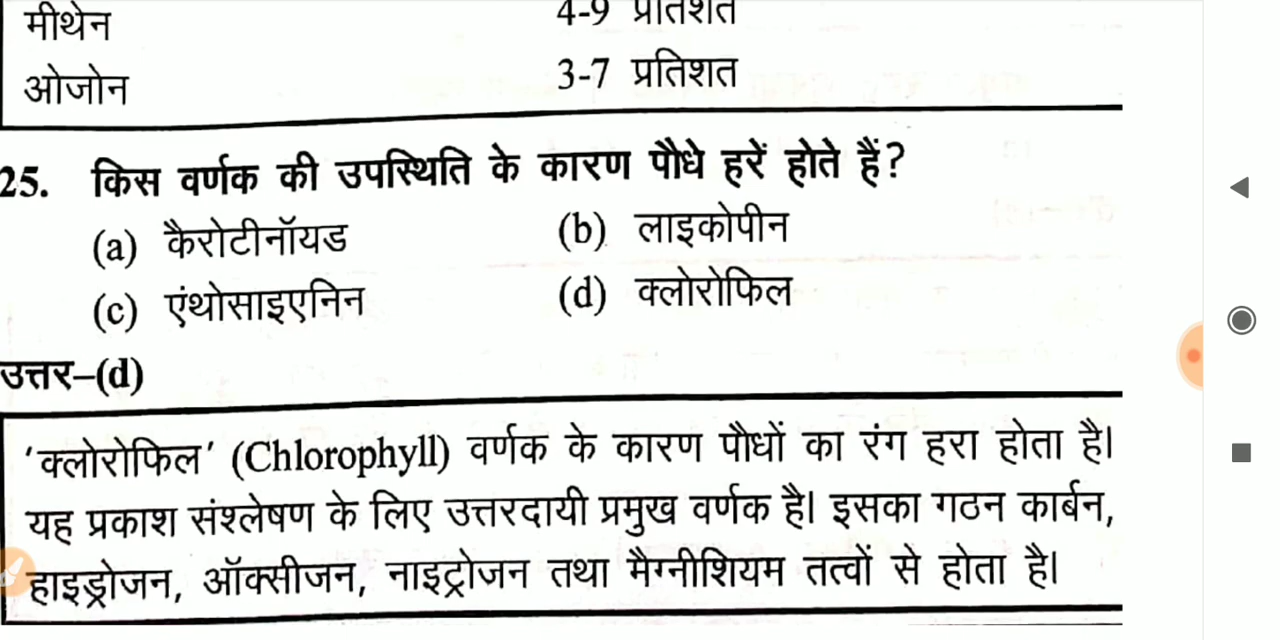 मीथेन 4-9 प्रतिशत
ओजोन 3-7 प्रतिशत
25. किस वर्णक की उपस्थिति के कारण पौधे हरें होते हैं?
(a) कैरोटीनॉयड (b) लाइकोपीन
(c) एंथोसाइएनिन (d) क्लोरोफिल
उत्तर–(d)
‘क्लोरोफिल’ (Chlorophyll) वर्णक के कारण पौधों का रंग हरा होता है।
यह प्रकाश संश्लेषण के लिए उत्तरदायी प्रमुख वर्णक है। इसका गठन कार्बन,
हाइड्रोजन, ऑक्सीजन, नाइट्रोजन तथा मैग्नीशियम तत्वों से होता है।